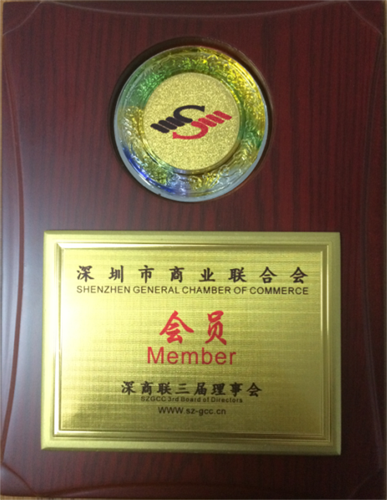 深圳市商业联合会
SHENZHEN GENERAL CHAMBER OF COMMERCE
会员
Member
深商联三届理事会
SZGCC 3rd Board of Directors
WWW.sz-gcc.cn